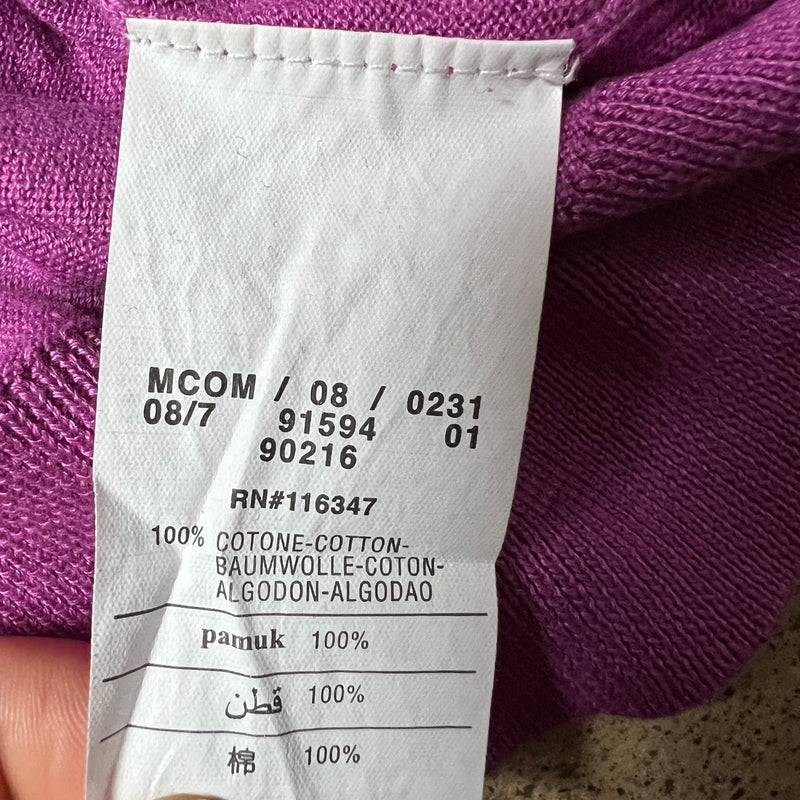 MCOM / 08 / 0231
08/7 91594 01
90216
RN#116347
100% COTONE-COTTON-
BAUMWOLLE-COTON-
ALGODON-ALGODAO
pamuk 100%
قطن 100%
棉 100%